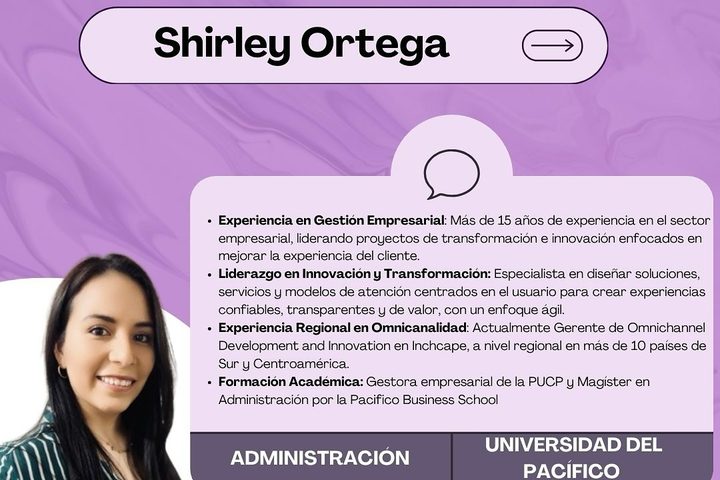 Shirley Ortega
• Experiencia en Gestión Empresarial: Más de 15 años de experiencia en el sector
empresarial, liderando proyectos de transformación e innovación enfocados en
mejorar la experiencia del cliente.
• Liderazgo en Innovación y Transformación: Especialista en diseñar soluciones,
servicios y modelos de atención centrados en el usuario para crear experiencias
confiables, transparentes y de valor, con un enfoque ágil.
• Experiencia Regional en Omnicanalidad: Actualmente Gerente de Omnichannel
Development and Innovation en Inchcape, a nivel regional en más de 10 países de
Sur y Centroamérica.
• Formación Académica: Gestora empresarial de la PUCP y Magíster en
Administración por la Pacifico Business School
ADMINISTRACIÓN
UNIVERSIDAD DEL
PACÍFICO